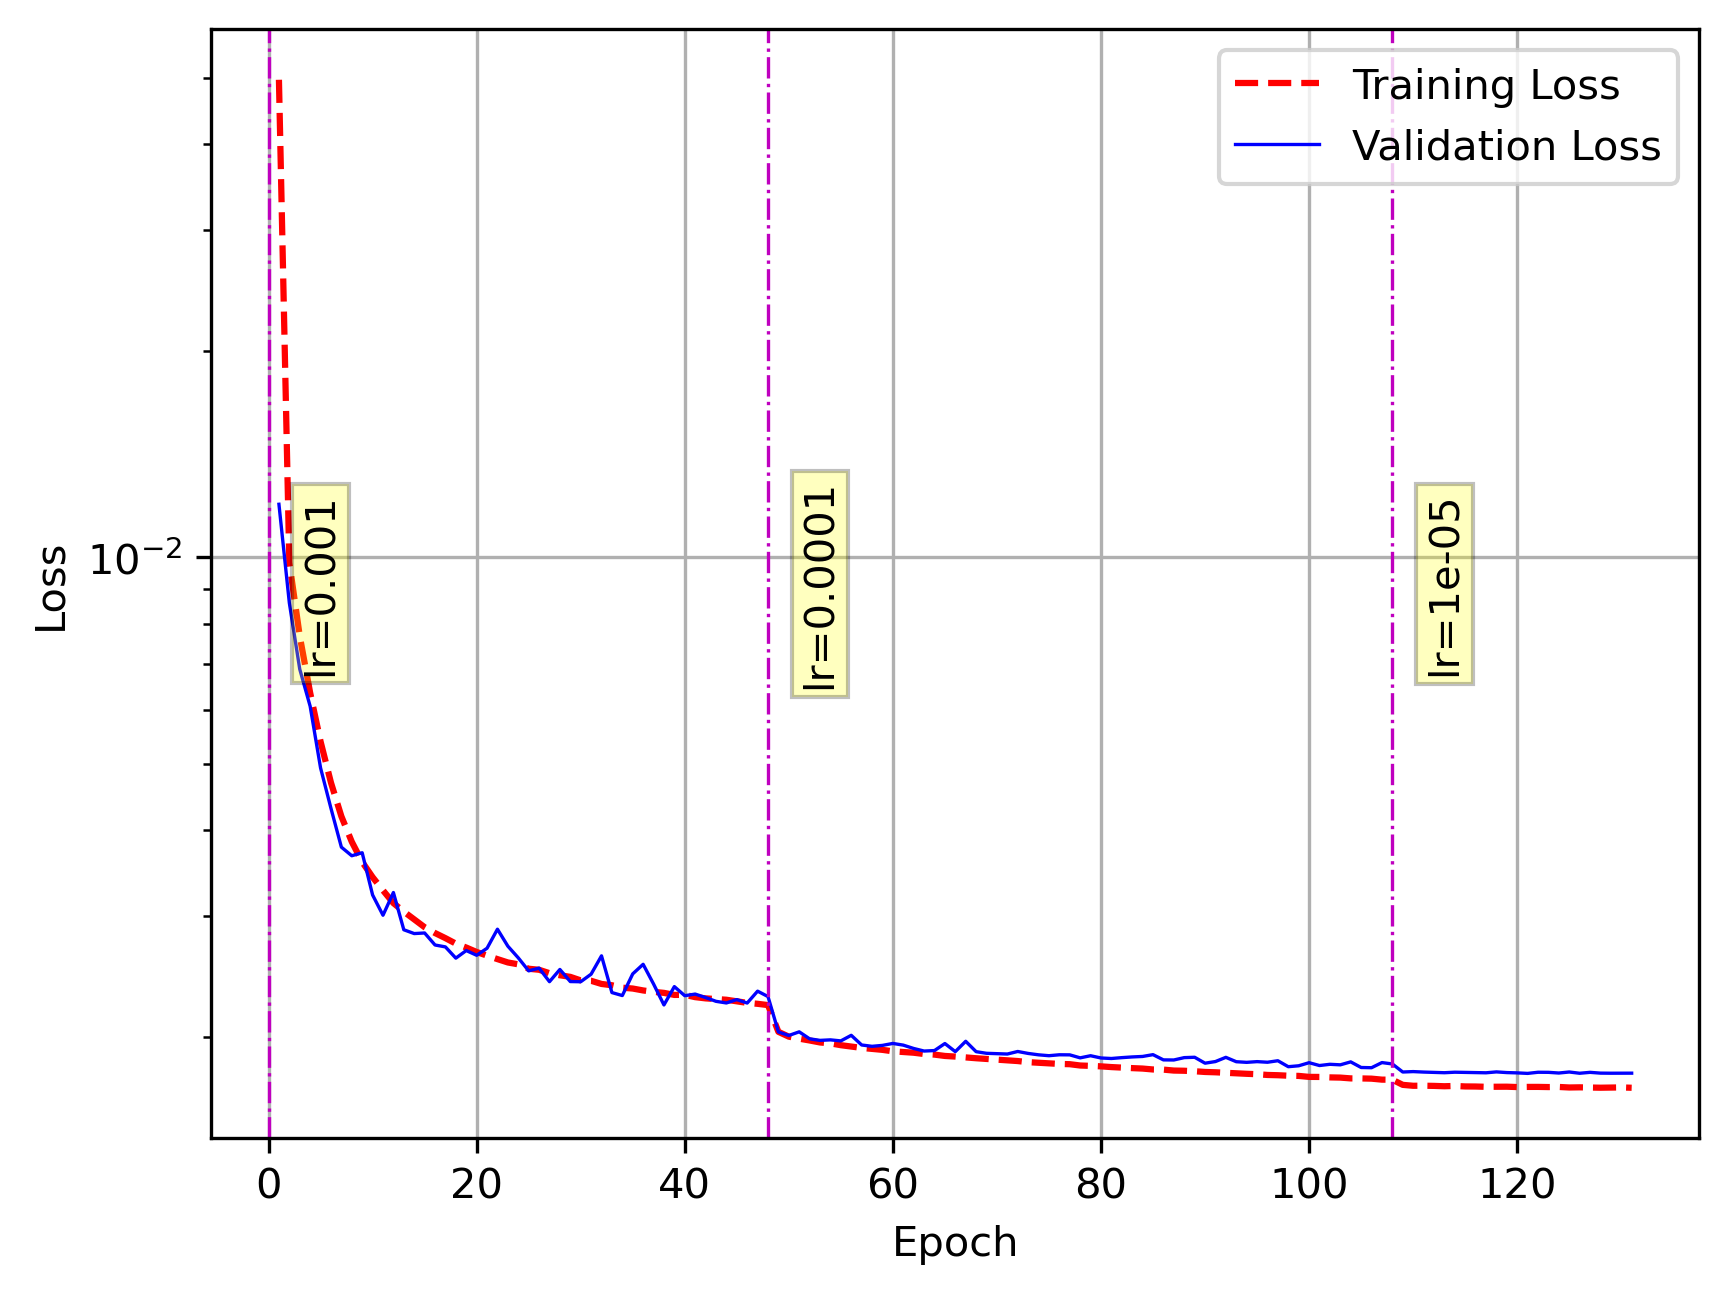 Training Loss
Validation Loss
lr=0.001
lr=0.0001
lr=1e-05
Loss
10⁻²
0 20 40 60 80 100 120
Epoch